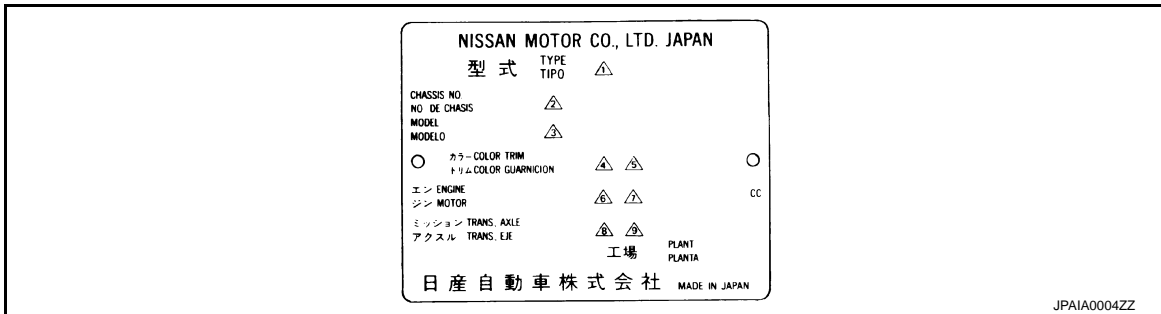 NISSAN MOTOR CO., LTD. JAPAN
型 式 TYPE 1
TIPO
CHASSIS NO
NO DE CHASIS 2
MODEL
MODELO 3
カラー COLOR TRIM 4 5
トリム COLOR GUARNICION
エン ENGINE 6 7 CC
ジン MOTOR
ミッション TRANS. AXLE 8 9
アクスル TRANS. EJE
工場 PLANT
PLANTA
日産自動車株式会社 MADE IN JAPAN
JPAIA0004ZZ